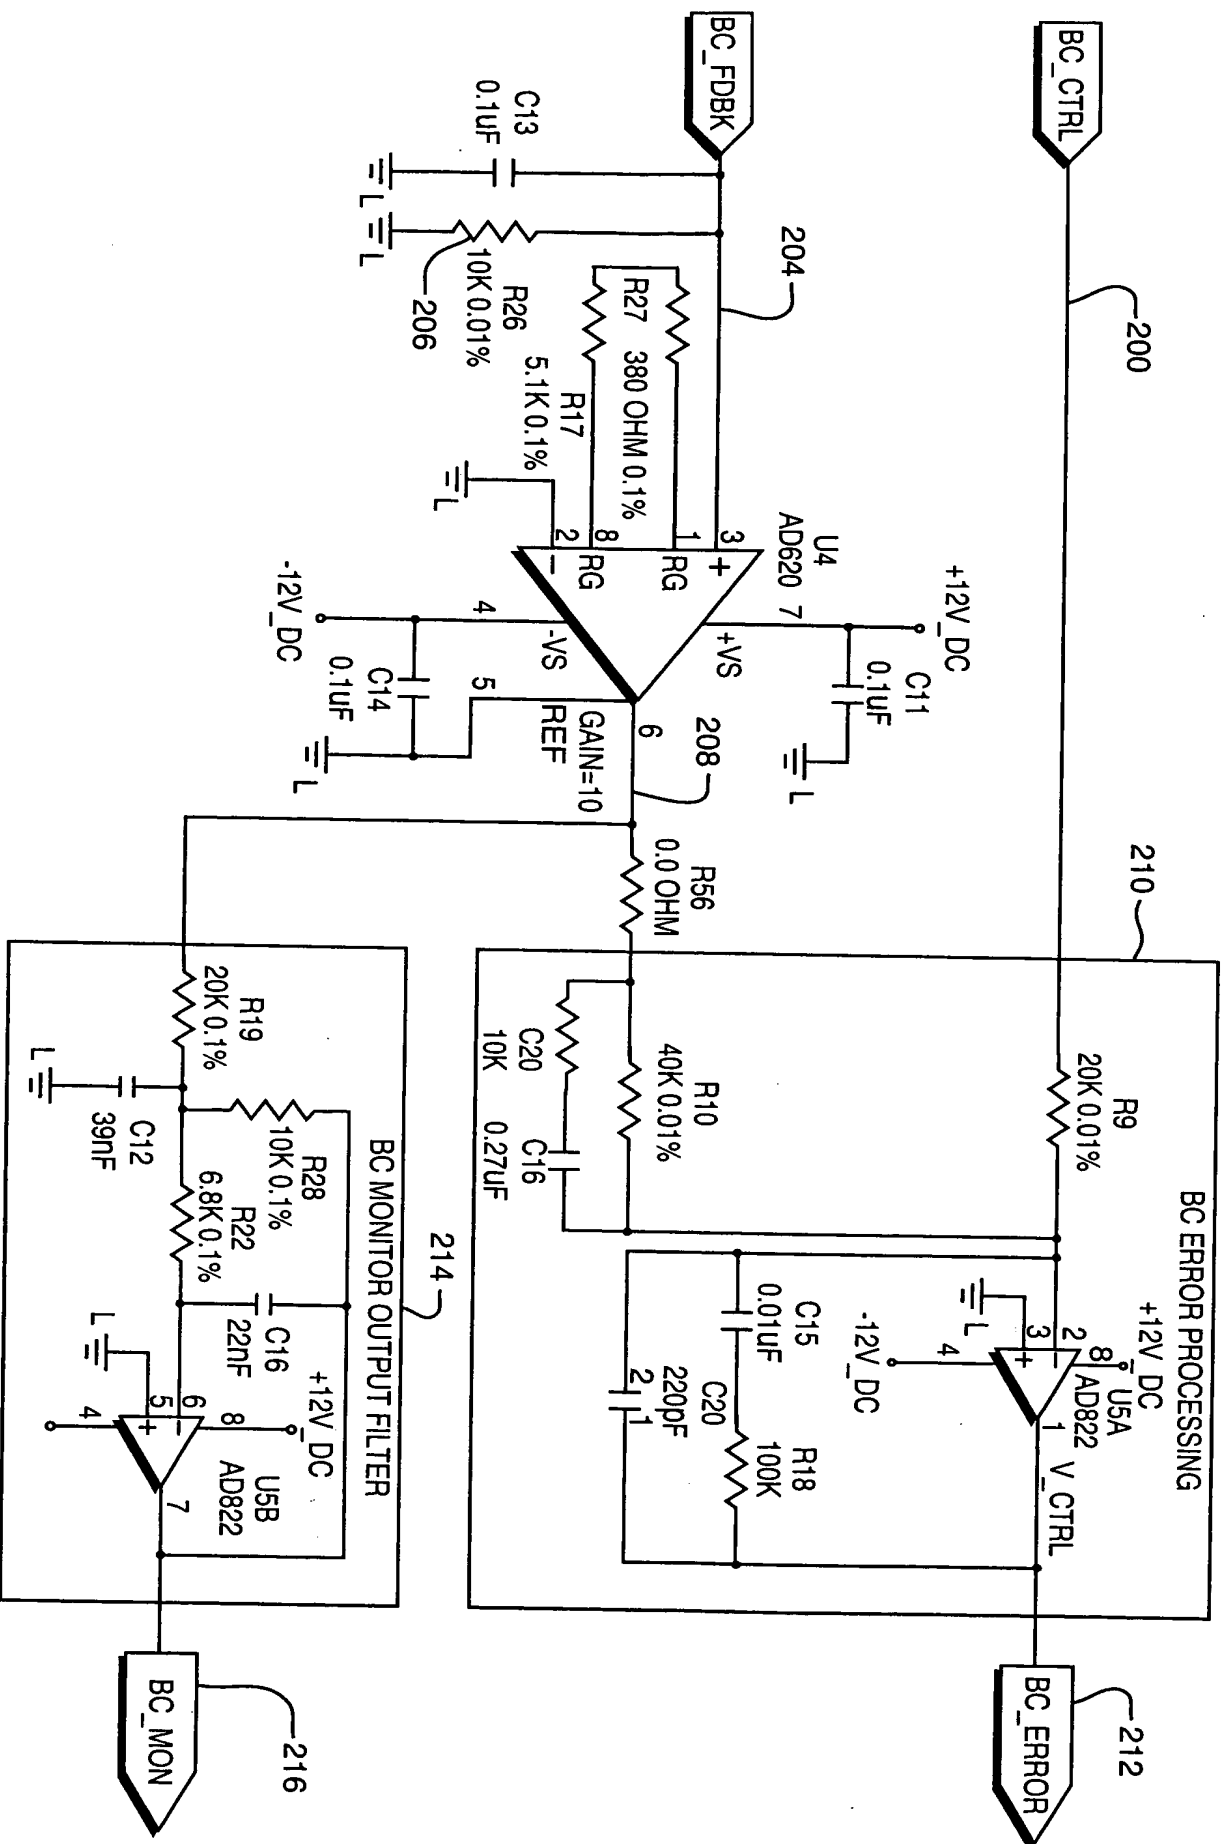 BC_CTRL
200
BC_FDBK
204
C13
0.1uF
L
L
R26
10K 0.01%
206
R27
380 OHM 0.1%
R17
5.1K 0.1%
L
U4
AD620
3
+
1
RG
8
RG
2
-
7
+VS
+12V_DC
C11
0.1uF
L
4
-VS
-12V_DC
C14
0.1uF
5
REF
GAIN=10
L
6
208
R56
0.0 OHM
210
BC ERROR PROCESSING
R9
20K 0.01%
R10
40K 0.01%
C20
10K
C16
0.27uF
+12V_DC
U5A
AD822
8
2
-
3
+
L
4
-12V_DC
1
V_CTRL
C15
0.01uF
R18
100K
C20
220pF
2
1
BC_ERROR
212
BC MONITOR OUTPUT FILTER
214
R19
20K 0.1%
C12
39nF
L
R28
10K 0.1%
R22
6.8K 0.1%
C16
22nF
L
+12V_DC
U5B
AD822
8
6
-
5
+
4
7
BC_MON
216